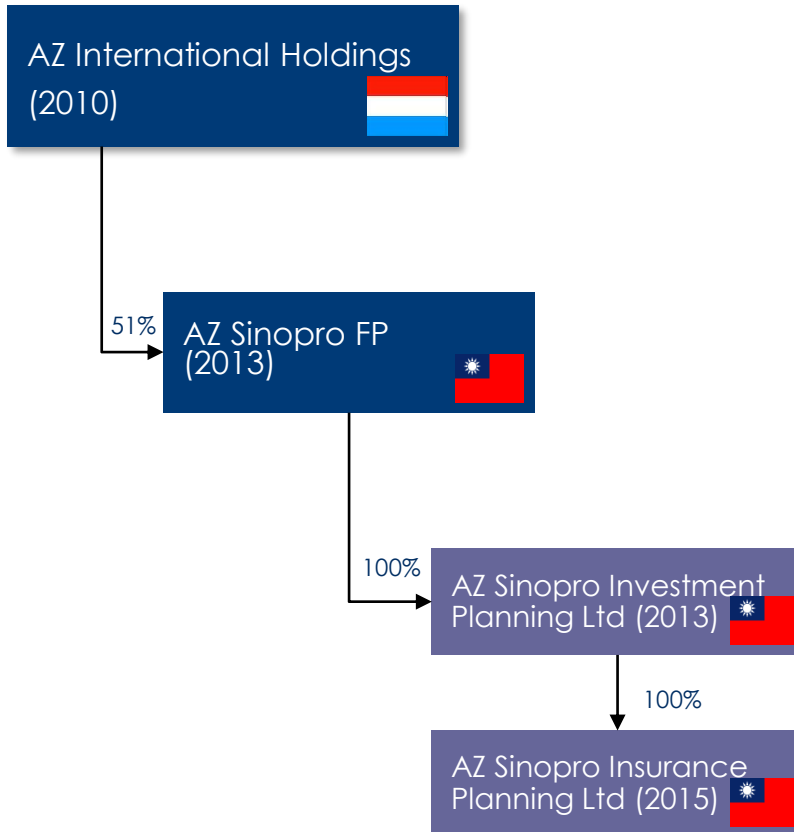 AZ International Holdings
(2010)
51%
AZ Sinopro FP
(2013)
100%
AZ Sinopro Investment
Planning Ltd (2013)
100%
AZ Sinopro Insurance
Planning Ltd (2015)